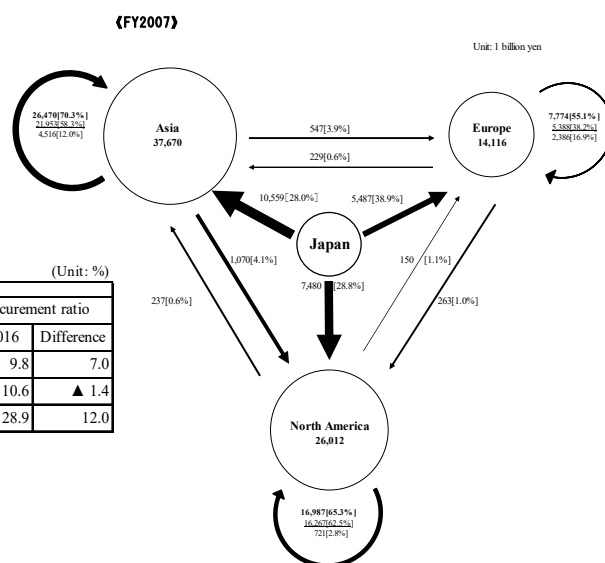 《FY2007》
Unit: 1 billion yen
26,470[70.3%]
21,953[58.3%]
4,516[12.0%]
Asia
37,670
547[3.9%]
229[0.6%]
Europe
14,116
7,774[55.1%]
5,388[38.2%]
2,386[16.9%]
10,559[28.0%]
5,487[38.9%]
Japan
1,070[4.1%]
7,480 [28.8%]
150 [1.1%]
237[0.6%]
263[1.0%]
(Unit: %)
curement ratio
016 Difference
9.8 7.0
10.6 ▲ 1.4
28.9 12.0
North America
26,012
16,987[65.3%]
16,267[62.5%]
721[2.8%]